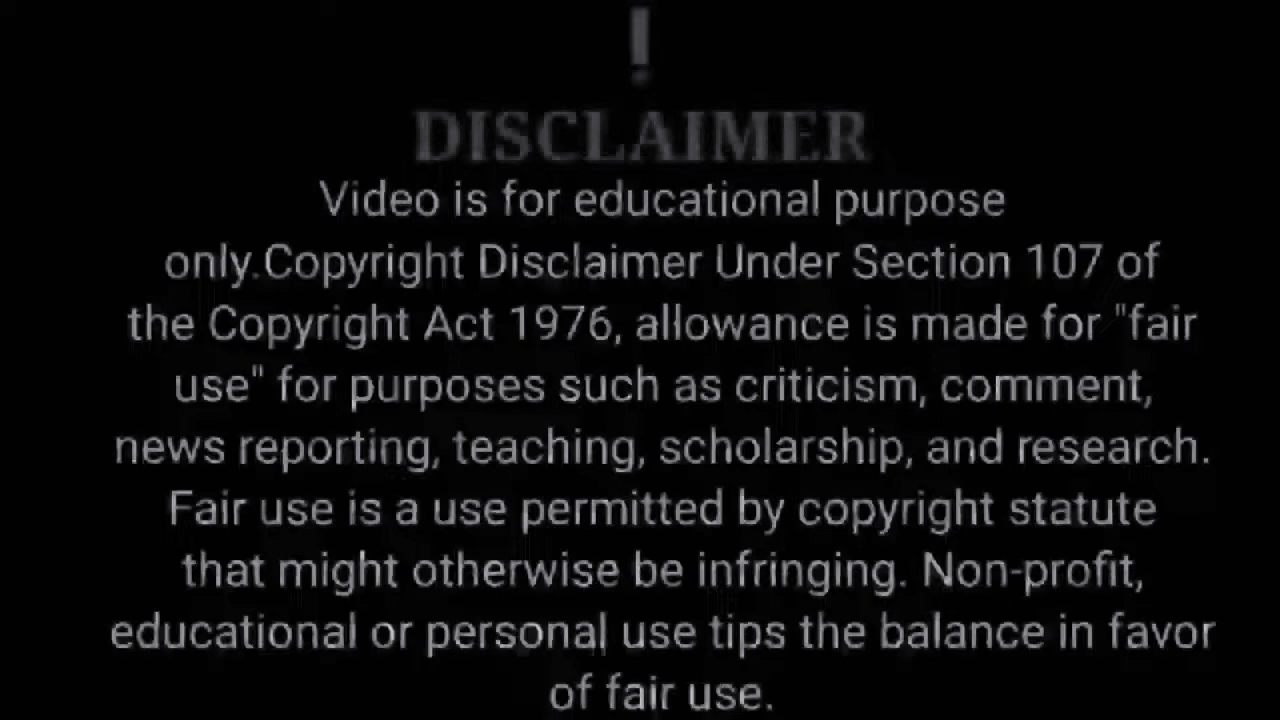 !
DISCLAIMER
Video is for educational purpose
only.Copyright Disclaimer Under Section 107 of
the Copyright Act 1976, allowance is made for "fair
use" for purposes such as criticism, comment,
news reporting, teaching, scholarship, and research.
Fair use is a use permitted by copyright statute
that might otherwise be infringing. Non-profit,
educational or personal use tips the balance in favor
of fair use.